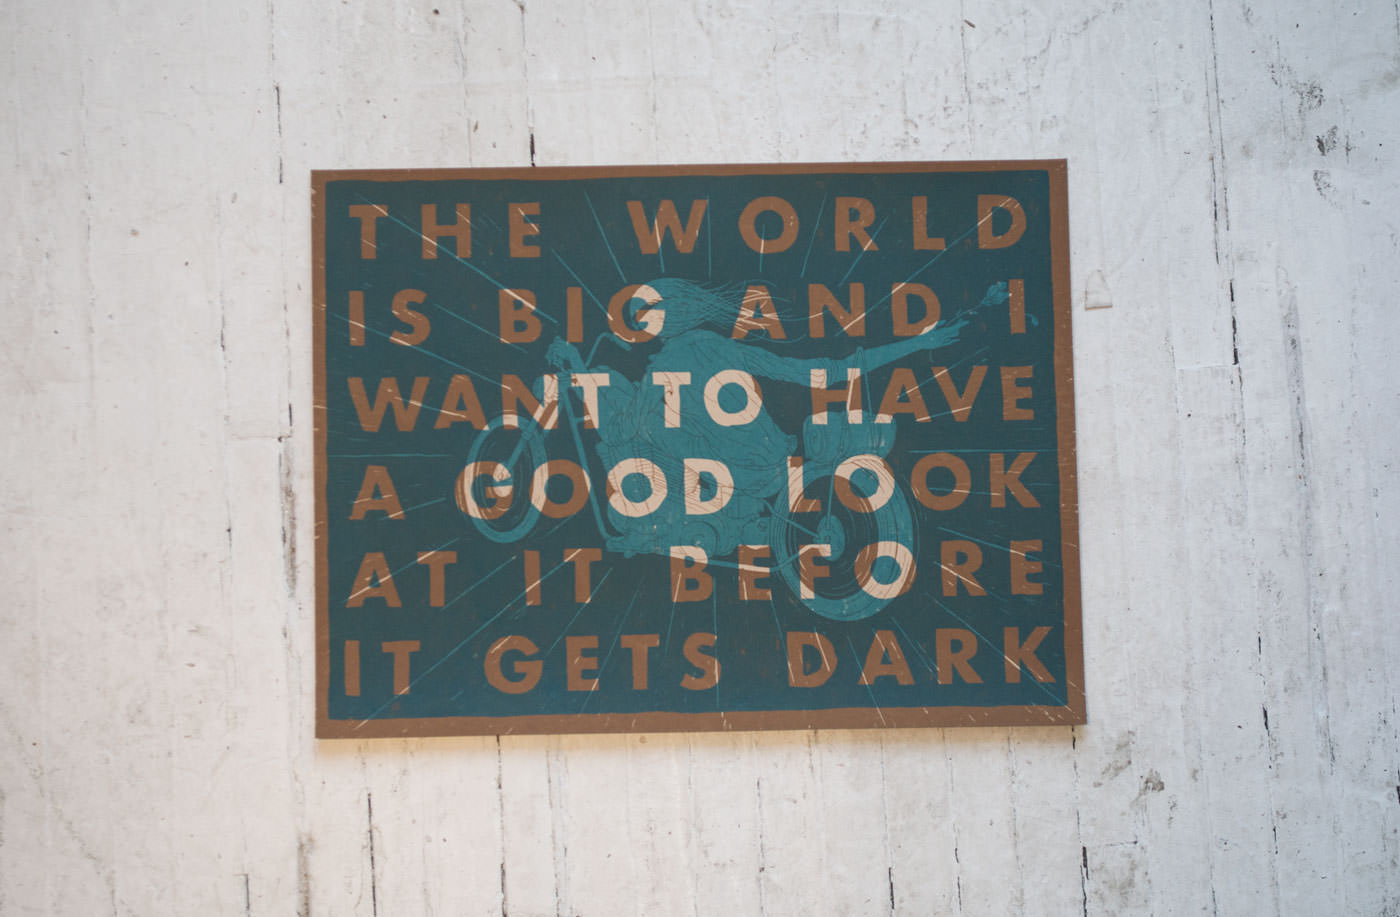 THE WORLD
IS BIG AND I
WANT TO HAVE
A GOOD LOOK
AT IT BEFORE
IT GETS DARK